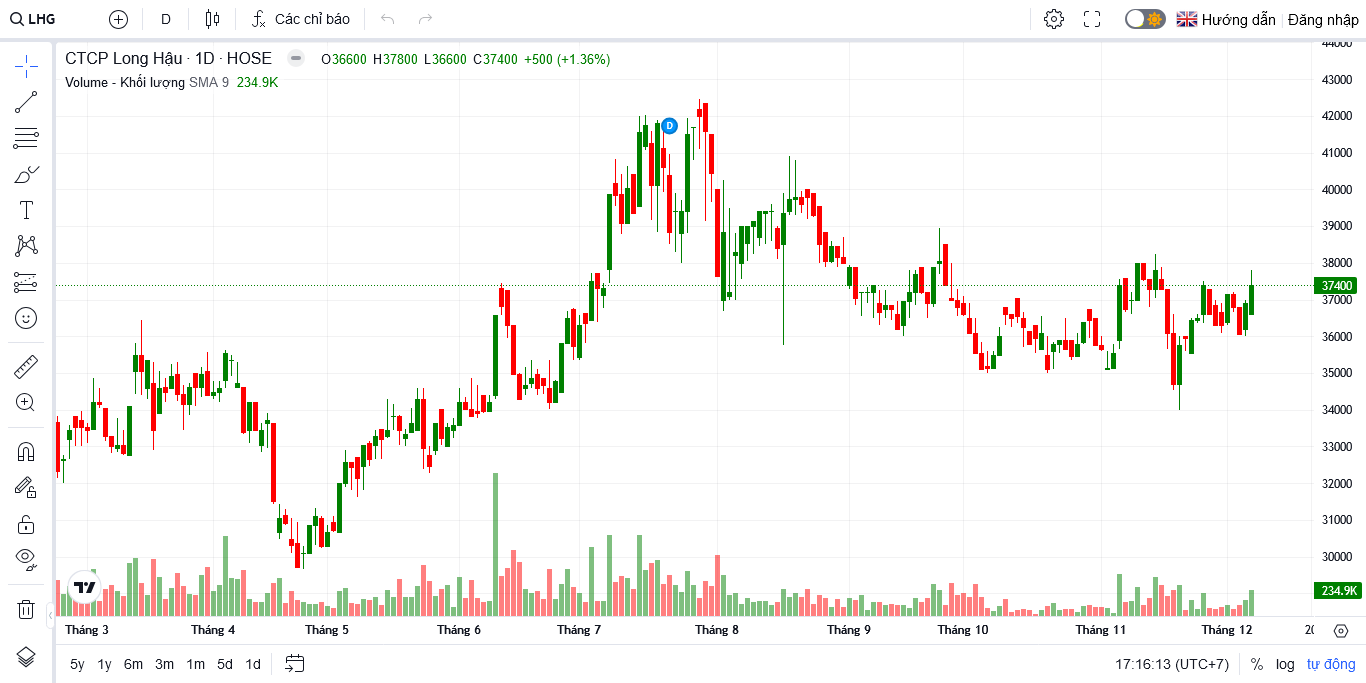 LHG D Các chỉ báo Hướng dẫn Đăng nhập
CTCP Long Hậu · 1D · HOSE O36600 H37800 L36600 C37400 +500 (+1.36%)
Volume - Khối lượng SMA 9 234.9K
44000
43000
42000
41000
40000
39000
38000
37400
37000
36000
35000
34000
33000
32000
31000
30000
234.9K
D
Tháng 3 Tháng 4 Tháng 5 Tháng 6 Tháng 7 Tháng 8 Tháng 9 Tháng 10 Tháng 11 Tháng 12
5y 1y 6m 3m 1m 5d 1d 17:16:13 (UTC+7) % log tự động